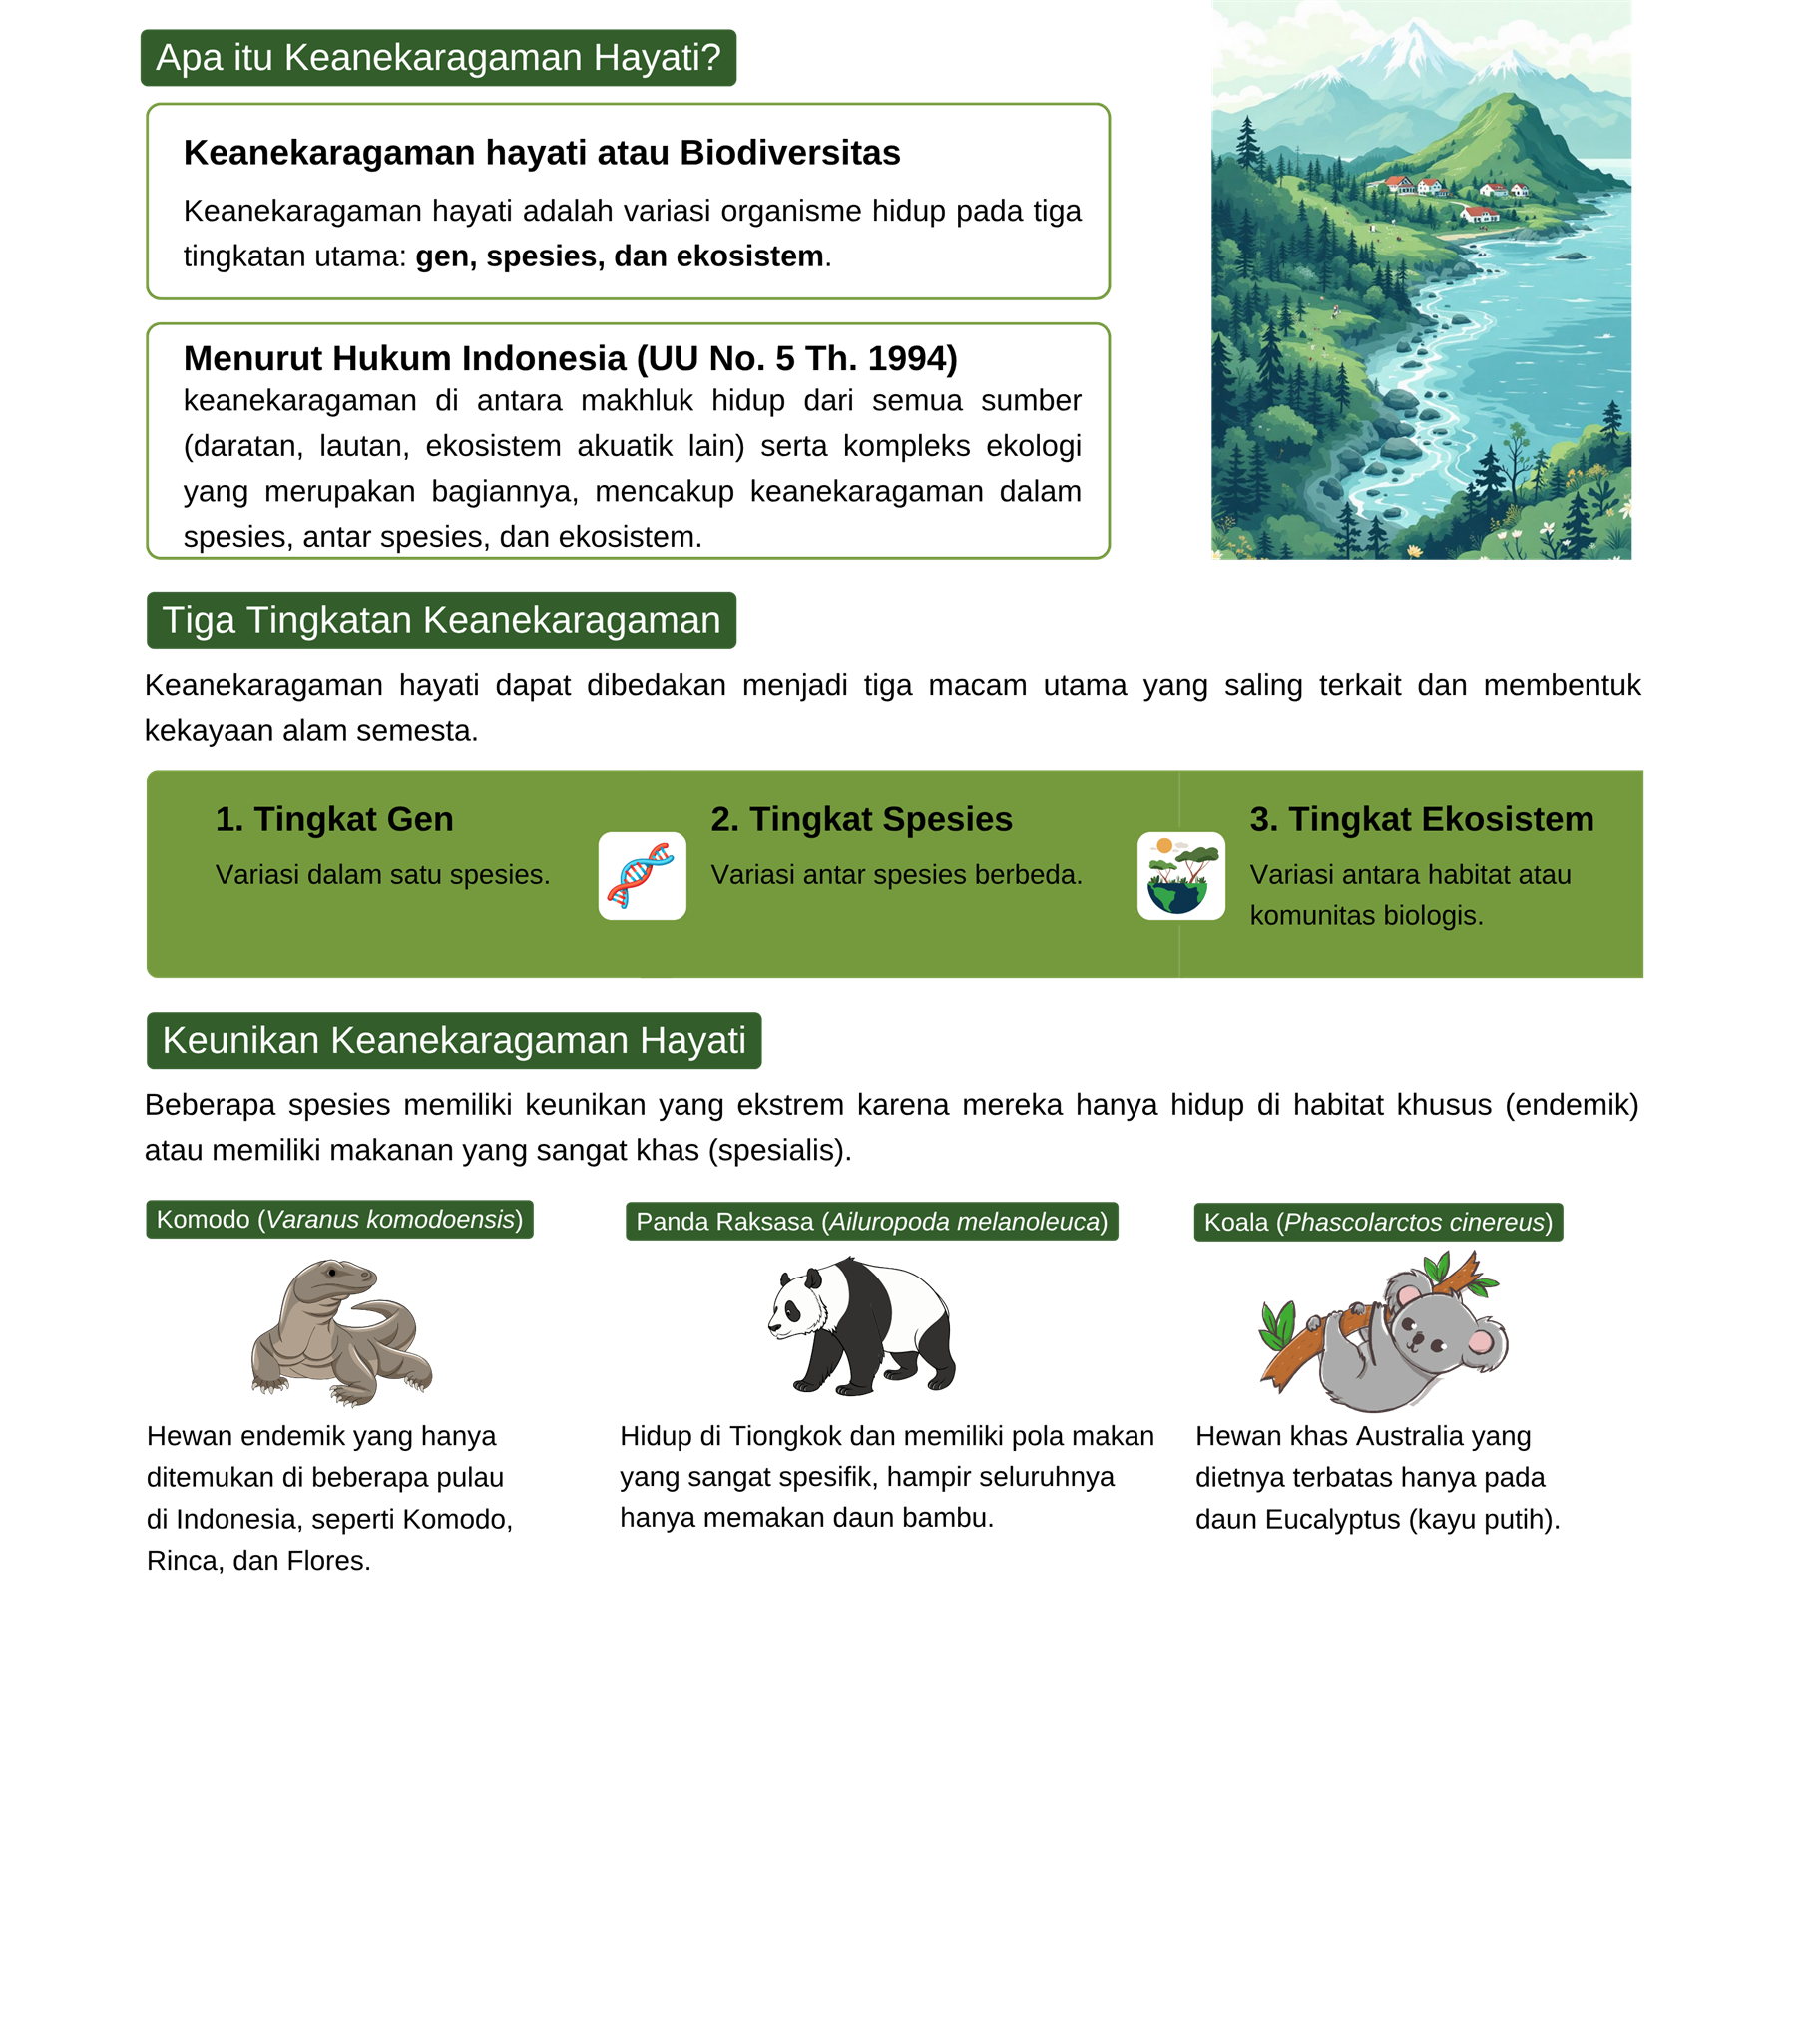 Apa itu Keanekaragaman Hayati?
Keanekaragaman hayati atau Biodiversitas
Keanekaragaman hayati adalah variasi organisme hidup pada tiga
tingkatan utama: gen, spesies, dan ekosistem.
Menurut Hukum Indonesia (UU No. 5 Th. 1994)
keanekaragaman di antara makhluk hidup dari semua sumber
(daratan, lautan, ekosistem akuatik lain) serta kompleks ekologi
yang merupakan bagiannya, mencakup keanekaragaman dalam
spesies, antar spesies, dan ekosistem.
Tiga Tingkatan Keanekaragaman
Keanekaragaman hayati dapat dibedakan menjadi tiga macam utama yang saling terkait dan membentuk
kekayaan alam semesta.
1. Tingkat Gen
Variasi dalam satu spesies.
2. Tingkat Spesies
Variasi antar spesies berbeda.
3. Tingkat Ekosistem
Variasi antara habitat atau
komunitas biologis.
Keunikan Keanekaragaman Hayati
Beberapa spesies memiliki keunikan yang ekstrem karena mereka hanya hidup di habitat khusus (endemik)
atau memiliki makanan yang sangat khas (spesialis).
Komodo (Varanus komodoensis)
Hewan endemik yang hanya
ditemukan di beberapa pulau
di Indonesia, seperti Komodo,
Rinca, dan Flores.
Panda Raksasa (Ailuropoda melanoleuca)
Hidup di Tiongkok dan memiliki pola makan
yang sangat spesifik, hampir seluruhnya
hanya memakan daun bambu.
Koala (Phascolarctos cinereus)
Hewan khas Australia yang
dietnya terbatas hanya pada
daun Eucalyptus (kayu putih).